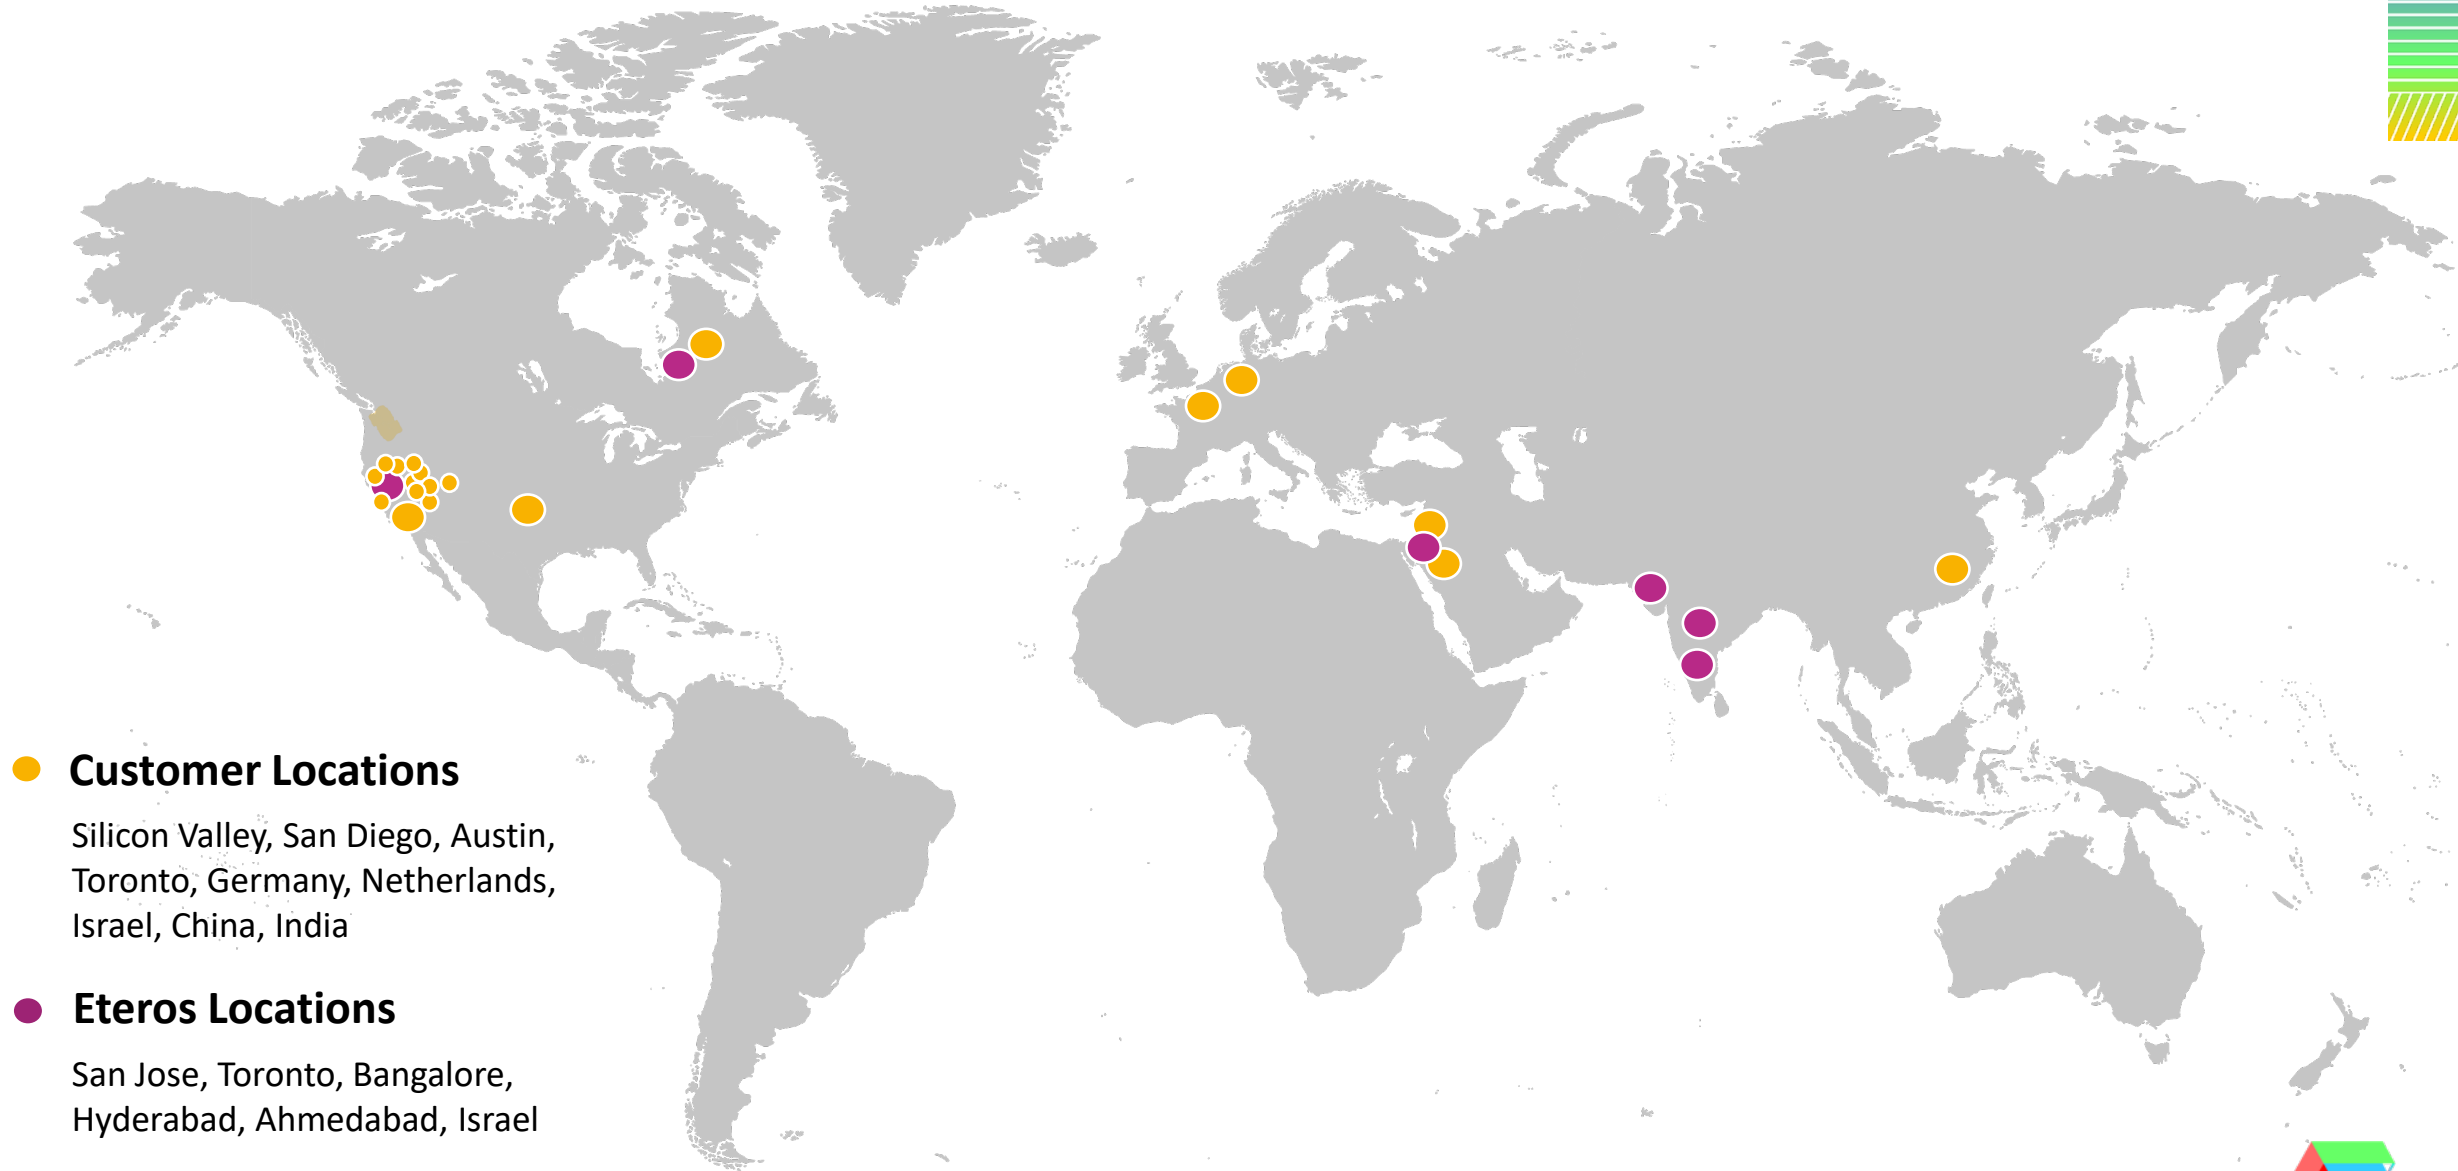 Customer Locations
Silicon Valley, San Diego, Austin,
Toronto, Germany, Netherlands,
Israel, China, India
Eteros Locations
San Jose, Toronto, Bangalore,
Hyderabad, Ahmedabad, Israel